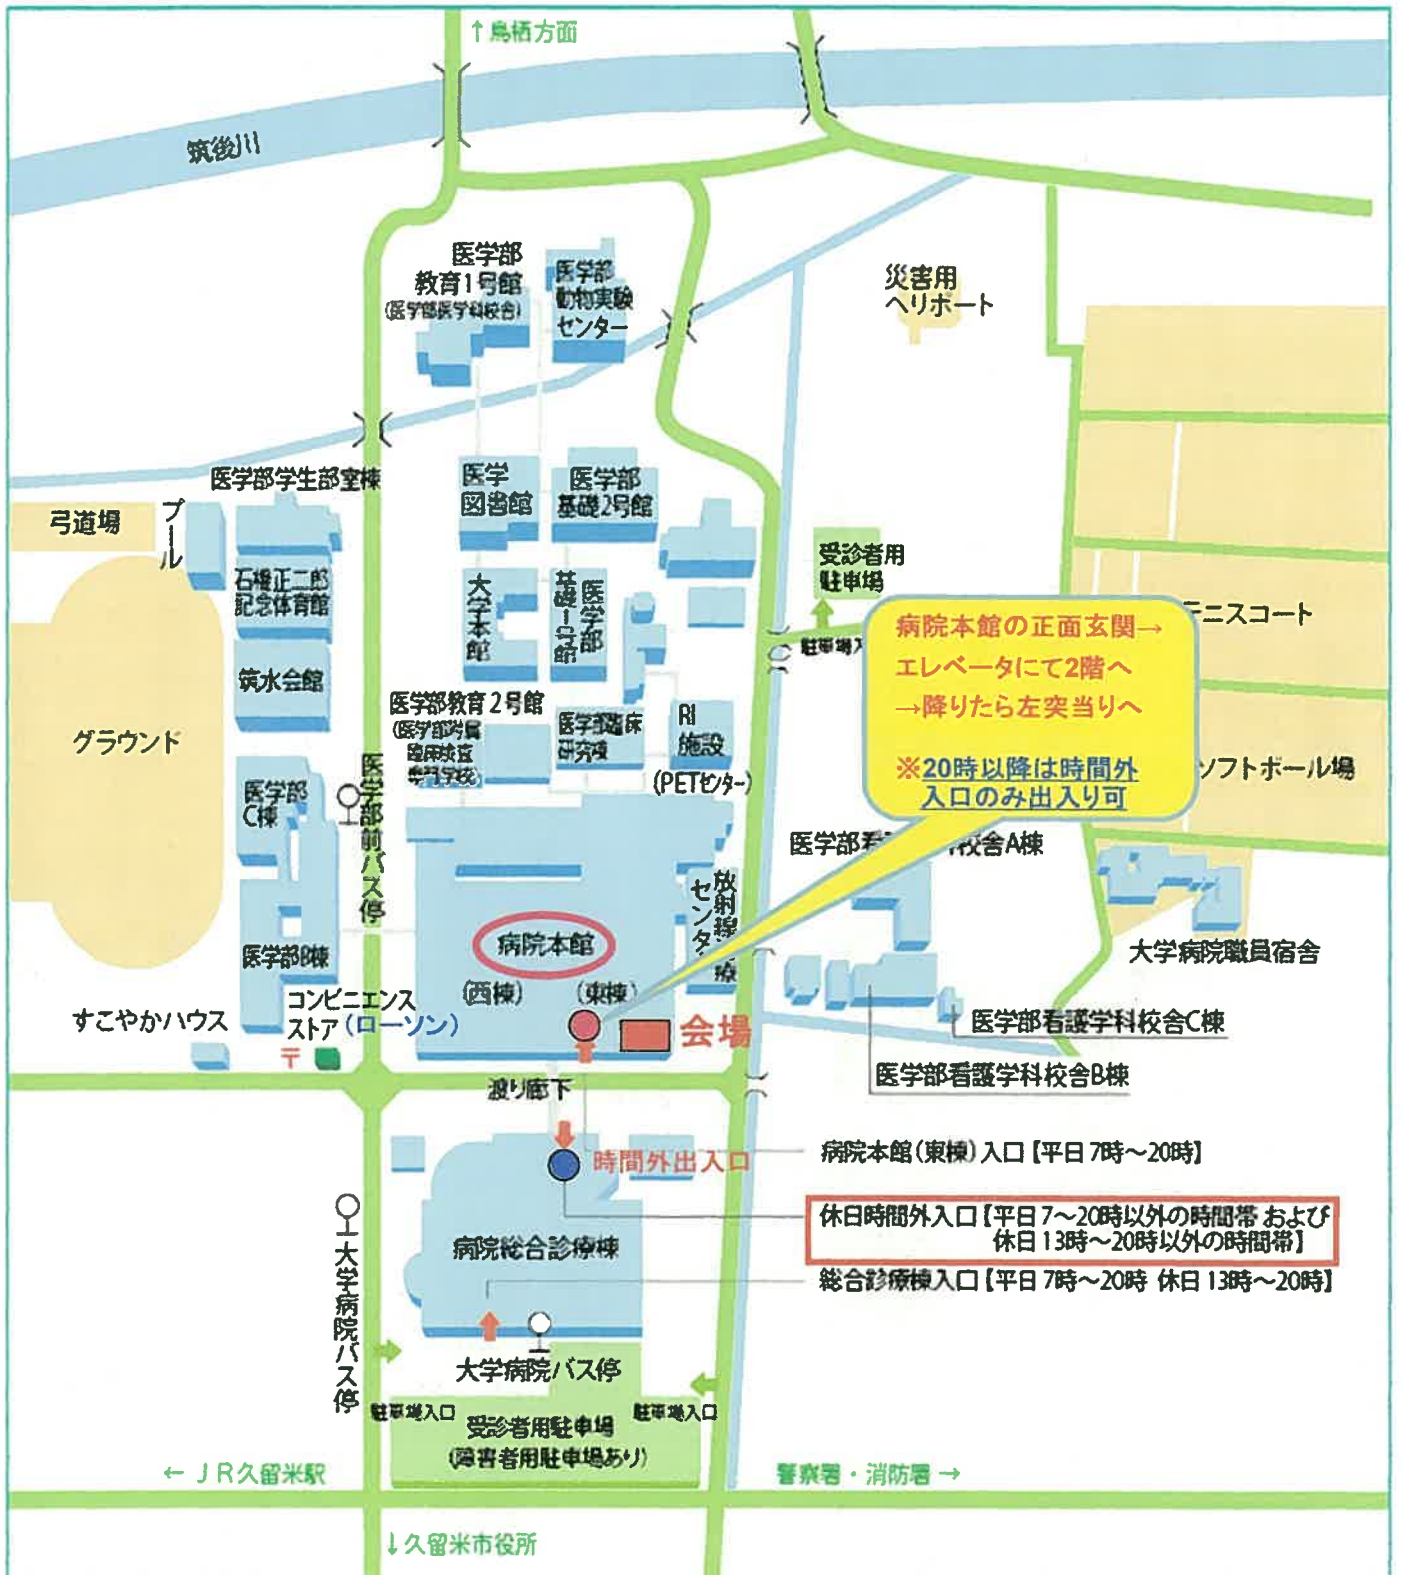 ↑鳥栖方面
筑後川
医学部
教育1号館
(医学部医学科校舎)
医学部
動物実験
センター
災害用
ヘリポート
医学部学生部室棟
弓道場
プール
医学
図書館
医学部
基礎2号館
石橋正二郎
記念体育館
大学本館
医学部
基礎1号館
受診者用
駐車場
駐車場入
テニスコート
病院本館の正面玄関→
エレベータにて2階へ
→降りたら左突当りへ
※20時以降は時間外
入口のみ出入り可
筑水会館
グラウンド
医学部教育2号館
(医学部附属
臨床検査
専門学校)
医学部臨床
研究棟
RI
施設
(PETセンター)
ソフトボール場
医学部
C棟
医学部前バス停
医学部看
校舎A棟
放射線
療
センタ
病院本館
(西棟)
(東棟)
医学部B棟
大学病院職員宿舎
コンビニエンス
ストア(ローソン)
すこやかハウス
〒
会場
医学部看護学科校舎C棟
医学部看護学科校舎B棟
渡り廊下
時間外出入口
病院本館(東棟)入口【平日7時～20時】
休日時間外入口【平日7～20時以外の時間帯 および
休日13時～20時以外の時間帯】
病院総合診療棟
総合診療棟入口【平日7時～20時 休日13時～20時】
大学病院バス停
大学病院バス停
駐車場入口
駐車場入口
受診者用駐車場
(障害者用駐車場あり)
← JR久留米駅
警察署・消防署 →
↓久留米市役所